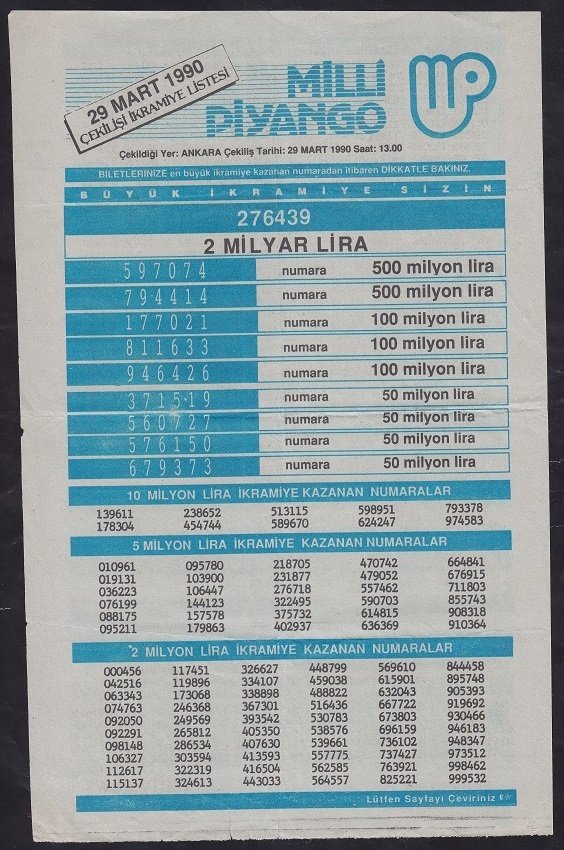 29 MART 1990
ÇEKİLİŞİ İKRAMİYE LİSTESİ
MİLLİ
PİYANGO
Çekildiği Yer: ANKARA Çekiliş Tarihi: 29 MART 1990 Saat: 13.00
BİLETLERINIZE en büyük ikramiye kazanan numaradan itibaren DİKKATLE BAKINIZ.
BÜYÜK İKRAMİYE SİZİN
276439
2 MİLYAR LİRA
597074 numara 500 milyon lira
794414 numara 500 milyon lira
177021 numara 100 milyon lira
811633 numara 100 milyon lira
946426 numara 100 milyon lira
371519 numara 50 milyon lira
560727 numara 50 milyon lira
576150 numara 50 milyon lira
679373 numara 50 milyon lira
10 MİLYON LİRA İKRAMİYE KAZANAN NUMARALAR
139611 238652 513115 598951 793378
178304 454744 589670 624247 974583
5 MİLYON LİRA İKRAMİYE KAZANAN NUMARALAR
010961 095780 218705 470742 664841
019131 103900 231877 479052 676915
036223 106447 276718 557462 711803
076199 144123 322495 590703 855743
088175 157578 375732 614815 908318
095211 179863 402937 636369 910364
2 MİLYON LİRA İKRAMİYE KAZANAN NUMARALAR
000456 117451 326627 448799 569610 844458
042516 119896 334107 459038 615901 895748
063343 173068 338898 488822 632043 905393
074763 246368 367301 516436 667722 919692
092050 249569 393542 530783 673803 930466
092291 265812 405350 538576 696159 946183
098148 286534 407630 539661 736102 948347
106327 303594 413593 557775 737427 973512
112617 322319 416504 562585 763921 998462
115137 324613 443033 564557 825221 999532
Lütfen Sayfayı Çeviriniz